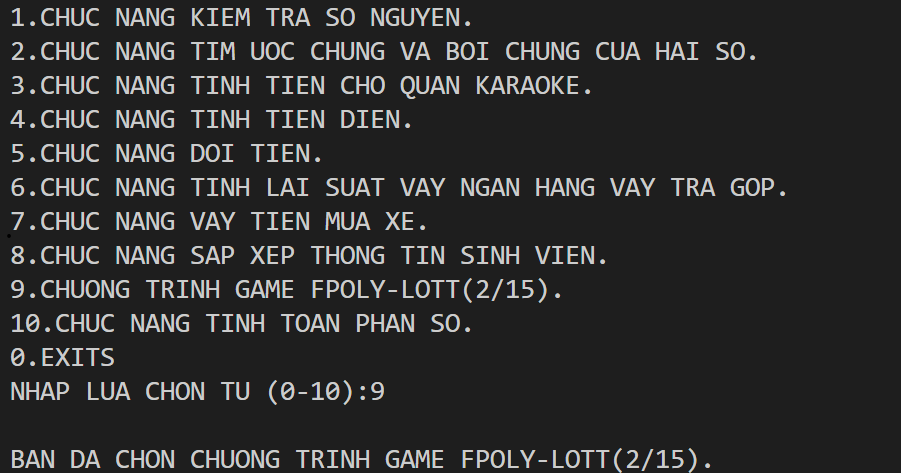 1.CHUC NANG KIEM TRA SO NGUYEN.
2.CHUC NANG TIM UOC CHUNG VA BOI CHUNG CUA HAI SO.
3.CHUC NANG TINH TIEN CHO QUAN KARAOKE.
4.CHUC NANG TINH TIEN DIEN.
5.CHUC NANG DOI TIEN.
6.CHUC NANG TINH LAI SUAT VAY NGAN HANG VAY TRA GOP.
7.CHUC NANG VAY TIEN MUA XE.
8.CHUC NANG SAP XEP THONG TIN SINH VIEN.
9.CHUONG TRINH GAME FPOLY-LOTT(2/15).
10.CHUC NANG TINH TOAN PHAN SO.
0.EXITS
NHAP LUA CHON TU (0-10):9
BAN DA CHON CHUONG TRINH GAME FPOLY-LOTT(2/15).